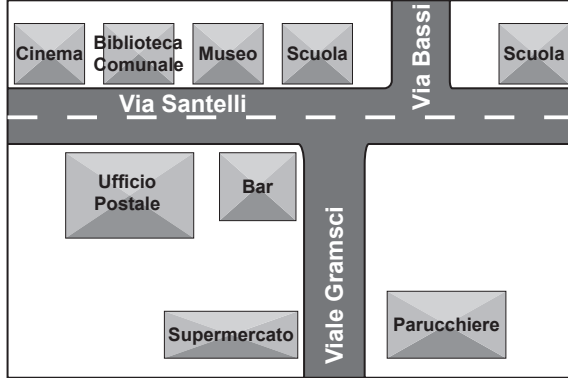 Cinema
Biblioteca
Comunale
Museo
Scuola
Via Bassi
Scuola
Via Santelli
Ufficio
Postale
Bar
Viale Gramsci
Supermercato
Parucchiere